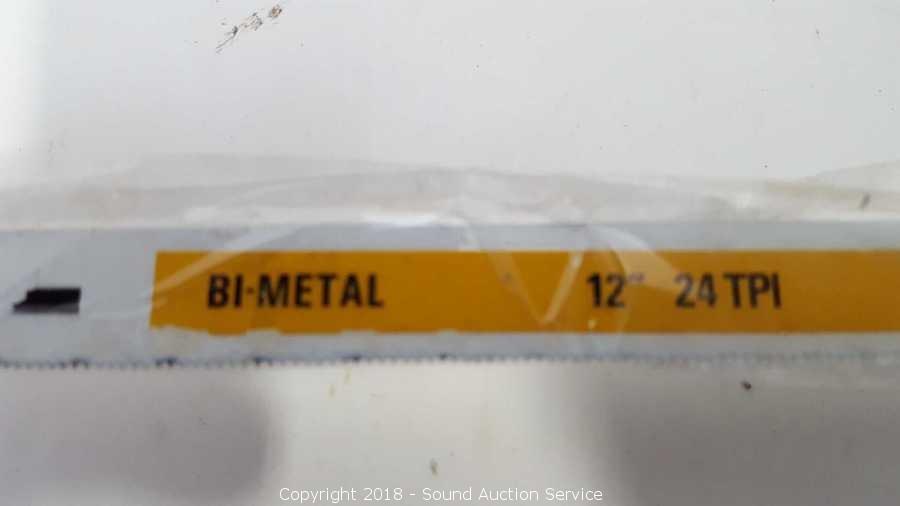 BI-METAL 12" 24 TPI
Copyright 2018 - Sound Auction Service